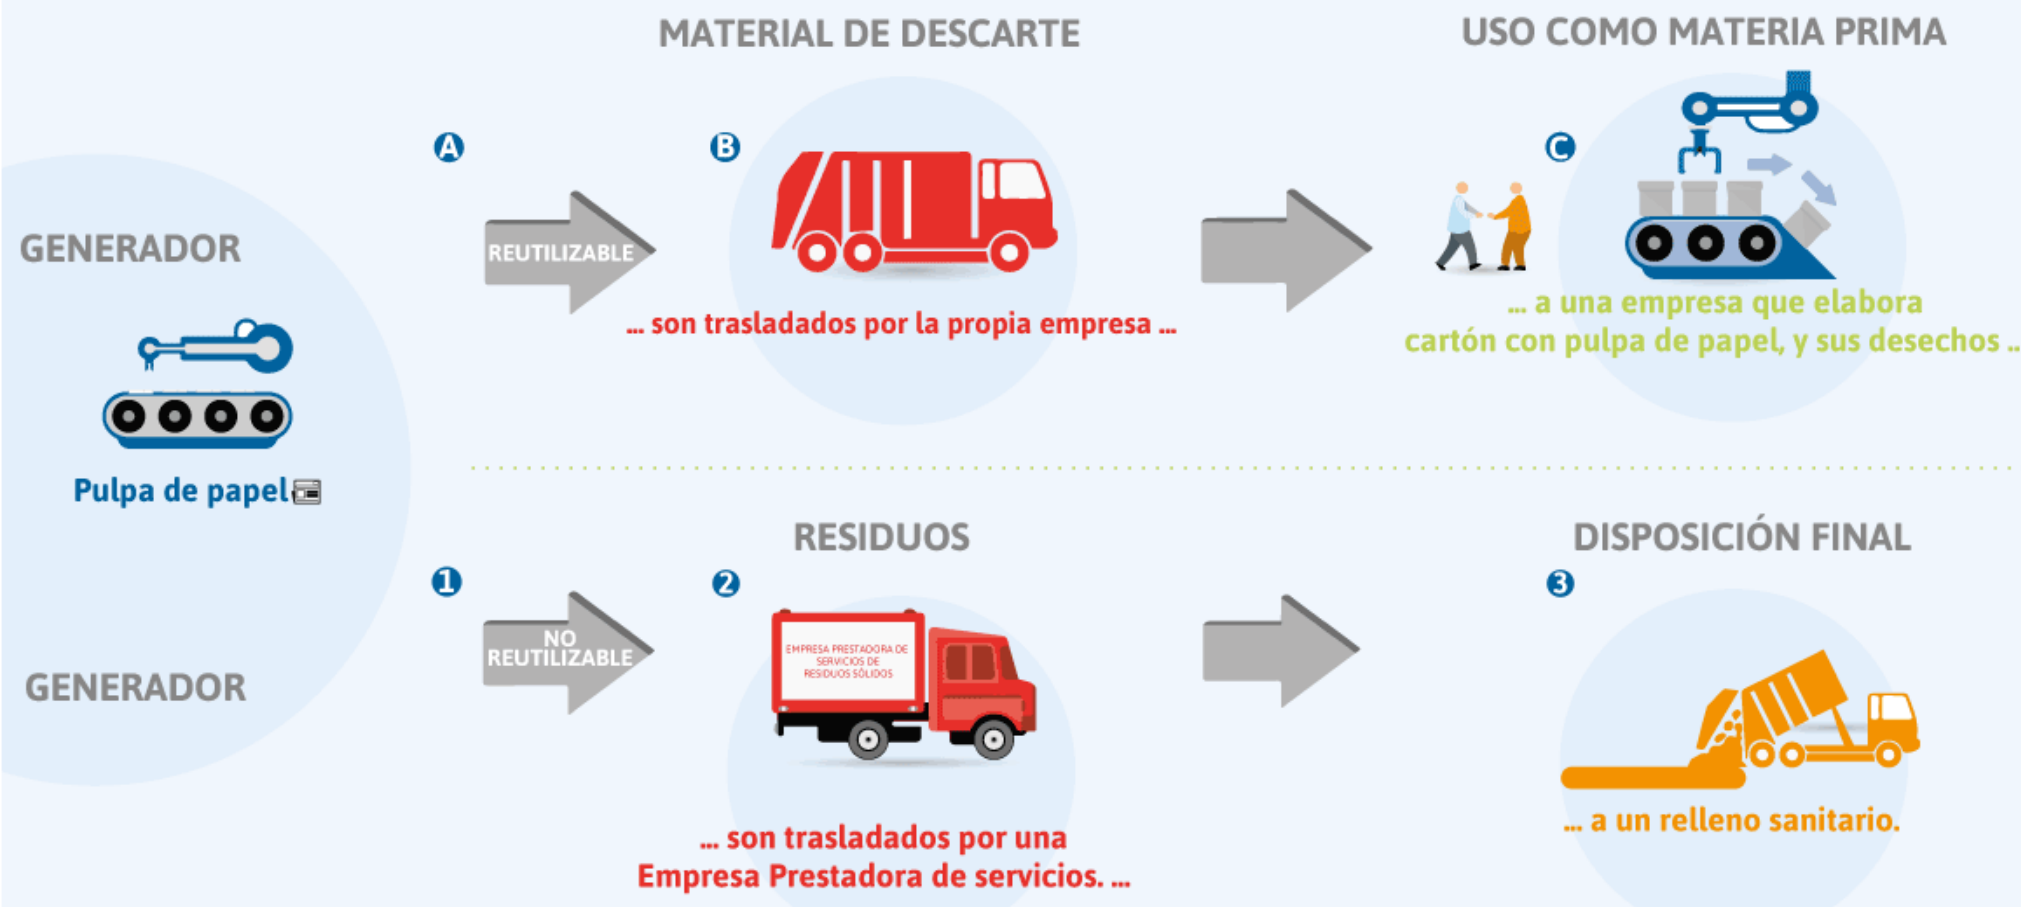 MATERIAL DE DESCARTE
USO COMO MATERIA PRIMA
A
B
C
GENERADOR
REUTILIZABLE
... son trasladados por la propia empresa ...
... a una empresa que elabora
cartón con pulpa de papel, y sus desechos ..
Pulpa de papel
RESIDUOS
DISPOSICIÓN FINAL
1
2
3
NO
REUTILIZABLE
EMPRESA PRESTADORA DE
SERVICIOS DE
RESIDUOS SÓLIDOS
GENERADOR
... son trasladados por una
Empresa Prestadora de servicios. ...
... a un relleno sanitario.